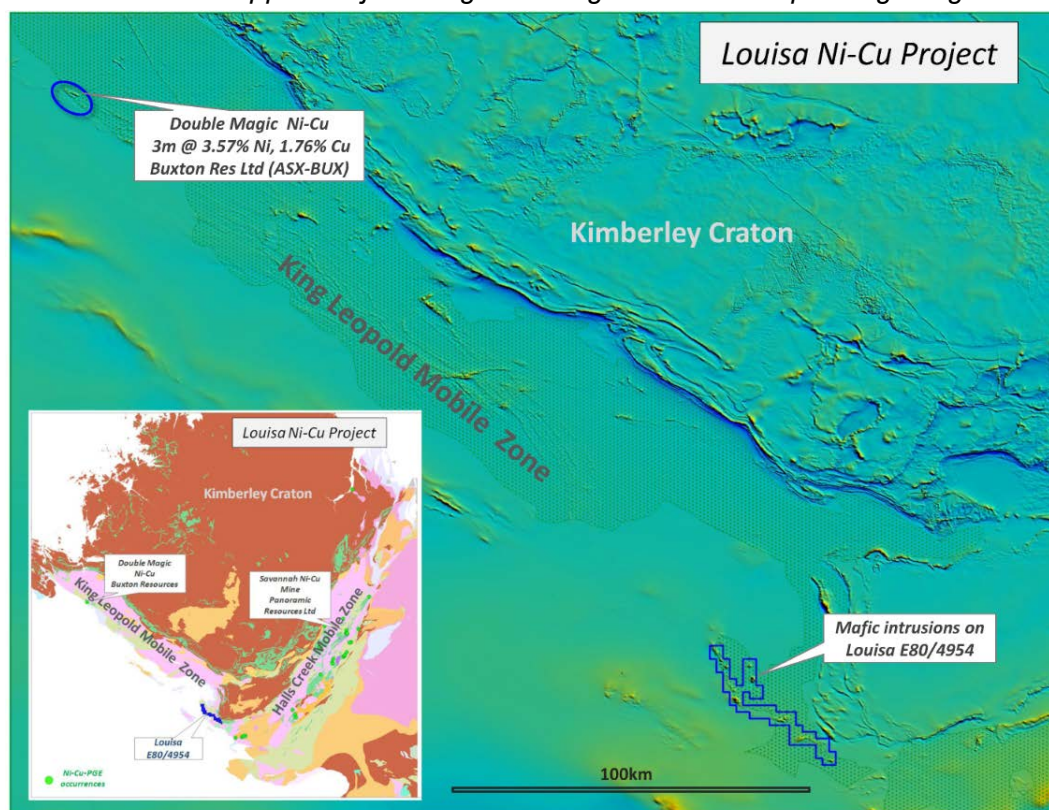 Louisa Ni-Cu Project
Double Magic Ni-Cu
3m @ 3.57% Ni, 1.76% Cu
Buxton Res Ltd (ASX-BUX)
Kimberley Craton
King Leopold Mobile Zone
Mafic intrusions on
Louisa E80/4954
100km
Louisa Ni-Cu Project
Kimberley Craton
Double Magic
Ni-Cu
Buxton Resources
Savannah Ni-Cu
Mine
Panoramic
Resources Ltd
King Leopold Mobile Zone
Halls Creek Mobile Zone
Louisa
E80/4954
Ni-Cu-PGE
occurrences